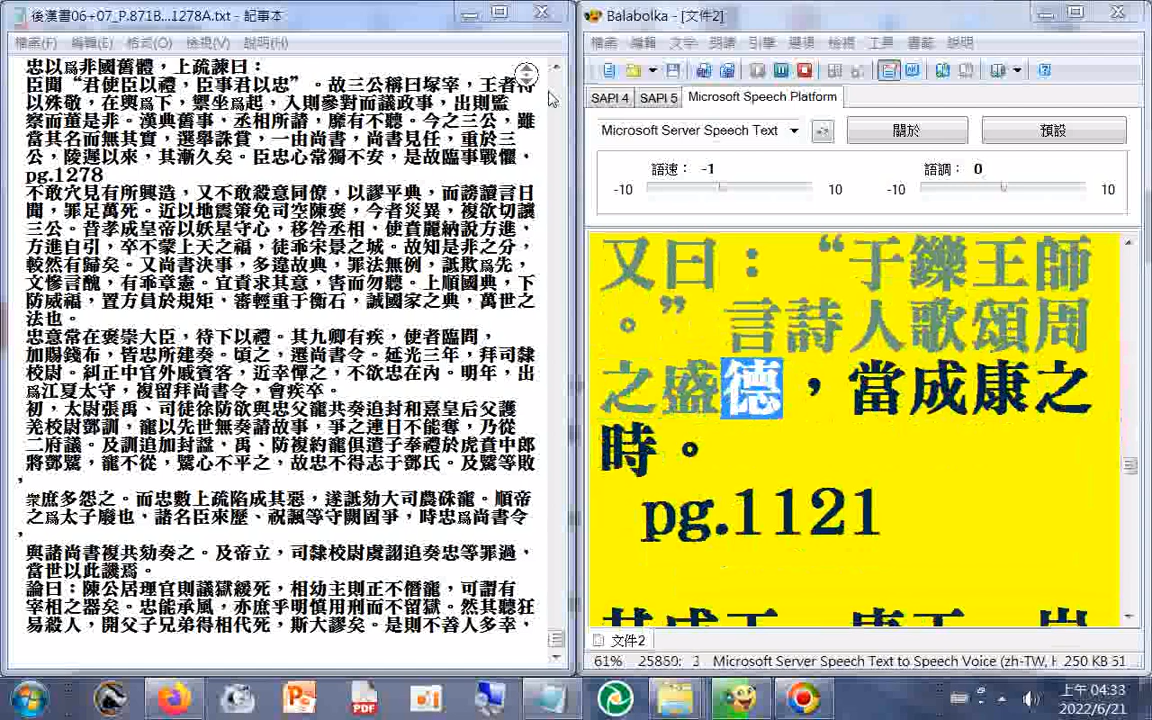 後漢書06+07_P.871B...1278A.txt - 記事本
檔案(F) 編輯(E) 格式(O) 檢視(V) 說明(H)
忠以為非國舊體，上疏諫曰：
臣聞“君使臣以禮，臣事君以忠”。故三公稱曰塚宰，王者待
以殊敬，在輿為下，禦坐為起，入則參對而議政事，出則監
察而董是非。漢典舊事，丞相所請，靡有不聽。今之三公，雖
當其名而無其實，選舉誅賞，一由尚書，尚書見任，重於三
公，陵遲以來，其漸久矣。臣忠心常獨不安，是故臨事戰懼，
pg.1278
不敢穴見有所興造，又不敢殺意同僚，以謬平典，而謗讟言日
聞，罪足萬死。近以地震策免司空陳褒，今者災異，複欲切讓
三公。昔孝成皇帝以妖星守心，移咎丞相，使賁麗納說方進，
方進自引，卒不蒙上天之福，徒乖宋景之城。故知是非之分，
較然有歸矣。又尚書決事，多違故典，罪法無例，詆欺為先，
文慘言醜，有乖章憲。宜責求其意，害而勿聽。上順國典，下
防威福，置方員於規矩、審輕重于衡石，誠國家之典，萬世之
法也。
忠意常在褒崇大臣，待下以禮。其九卿有疾，使者臨問，
加賜錢布，皆忠所建奏。頃之，遷尚書令。延光三年，拜司隸
校尉。糾正中官外戚賓客，近幸憚之，不欲忠在內。明年，出
為江夏太守，複留拜尚書令，會疾卒。
初，太尉張禹、司徒徐防欲與忠父寵共奏追封和熹皇后父護
羌校尉鄧訓，寵以先世無奏請故事，爭之連日不能奪，乃從
二府議。及訓追加封諡，禹、防複約寵俱遣子奉禮於虎賁中郎
將鄧騭，寵不從，騭心不平之，故忠不得志于鄧氏。及騭等敗
，
眾庶多怨之。而忠數上疏陷成其惡，遂詆劾大司農硃寵。順帝
之為太子廢也，諸名臣來歷、祝諷等守闕固爭，時忠為尚書令
，
與諸尚書複共劾奏之。及帝立，司隸校尉虞詡追奏忠等罪過，
當世以此譏焉。
論曰：陳公居理官則議獄緩死，相幼主則正不僭寵，可謂有
宰相之器矣。忠能承風，亦庶乎明慎用刑而不留獄。然其聽狂
易殺人，開父子兄弟得相代死，斯大謬矣。是則不善人多幸，
Balabolka - [文件2]
檔案 編輯 文字 朗讀 引擎 選項 檢視 工具 書籤 說明
SAPI 4 SAPI 5 Microsoft Speech Platform
Microsoft Server Speech Text 關於 預設
語速： -1 語調： 0
-10 10 -10 10
又曰：“于鑠王師
。”言詩人歌頌周
之盛德，當成康之
時。
pg.1121
文件2
61% 25850: 3 Microsoft Server Speech Text to Speech Voice (zh-TW, H 250 KB 51
上午 04:33
2022/6/21